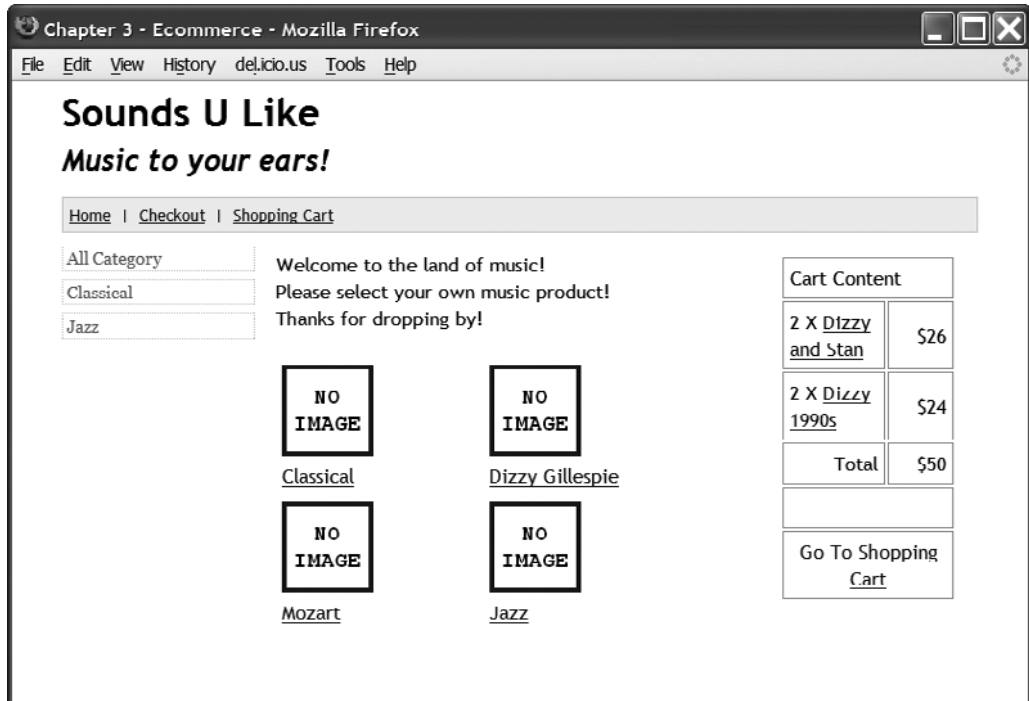 Chapter 3 - Ecommerce - Mozilla Firefox
File Edit View History del.icio.us Tools Help
Sounds U Like
Music to your ears!
Home | Checkout | Shopping Cart
All Category
Classical
Jazz
Welcome to the land of music!
Please select your own music product!
Thanks for dropping by!
NO
IMAGE
Classical
NO
IMAGE
Dizzy Gillespie
NO
IMAGE
Mozart
NO
IMAGE
Jazz
Cart Content
2 X Dizzy
and Stan
$26
2 X Dizzy
1990s
$24
Total $50
Go To Shopping
Cart